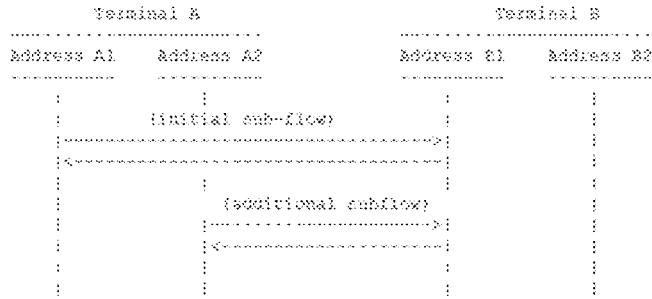 Terminal A Terminal B
Address A1 Address A2 Address B1 Address B2
(initial sub-flow)
(additional subflow)